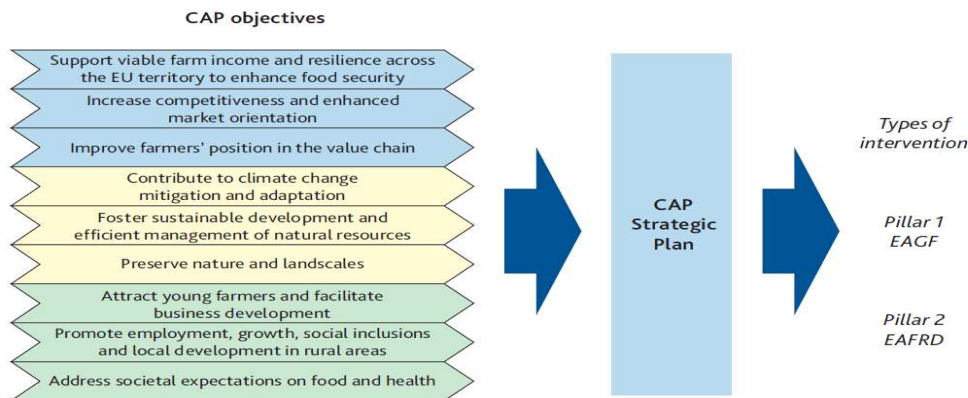 CAP objectives
Support viable farm income and resilience across
the EU territory to enhance food security
Increase competitiveness and enhanced
market orientation
Improve farmers' position in the value chain
Contribute to climate change
mitigation and adaptation
Foster sustainable development and
efficient management of natural resources
Preserve nature and landscales
Attract young farmers and facilitate
business development
Promote employment, growth, social inclusions
and local development in rural areas
Address societal expectations on food and health
CAP
Strategic
Plan
Types of
intervention
Pillar 1
EAGF
Pillar 2
EAFRD